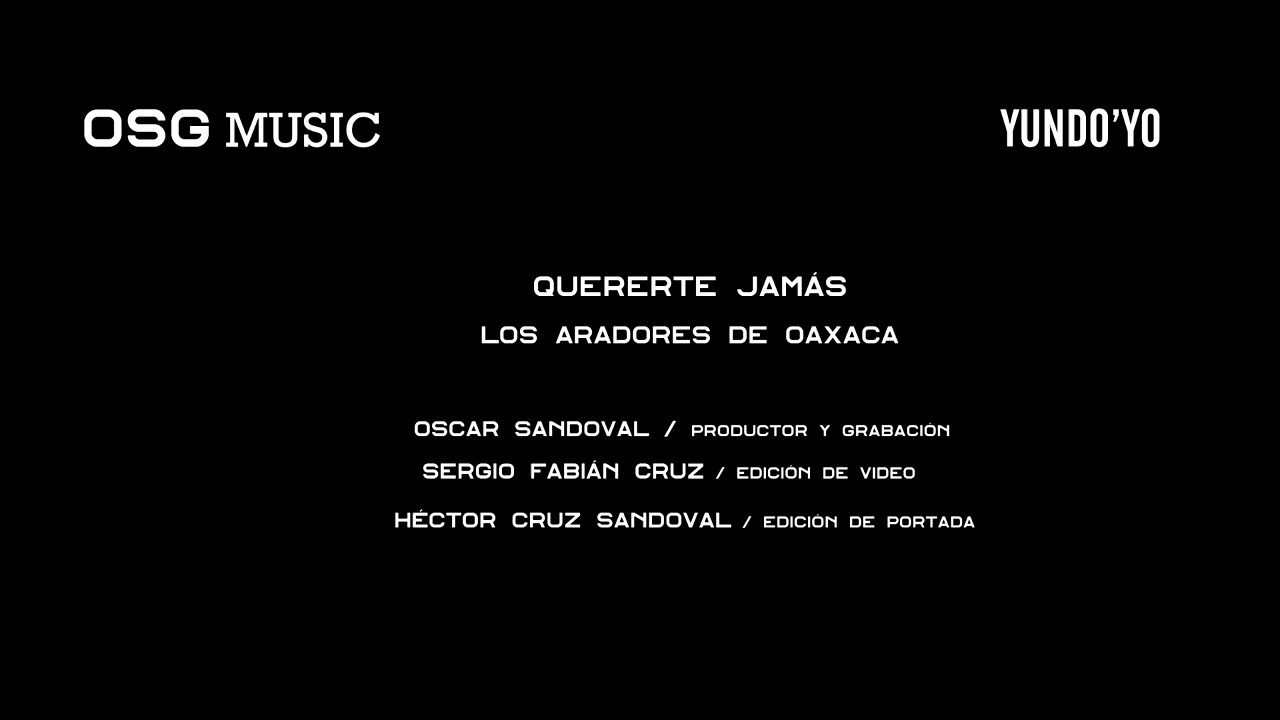 OSG MUSIC
YUNDO'YO
QUERERTE JAMÁS
LOS ARADORES DE OAXACA
OSCAR SANDOVAL / PRODUCTOR Y GRABACIÓN
SERGIO FABIÁN CRUZ / EDICIÓN DE VIDEO
HÉCTOR CRUZ SANDOVAL / EDICIÓN DE PORTADA